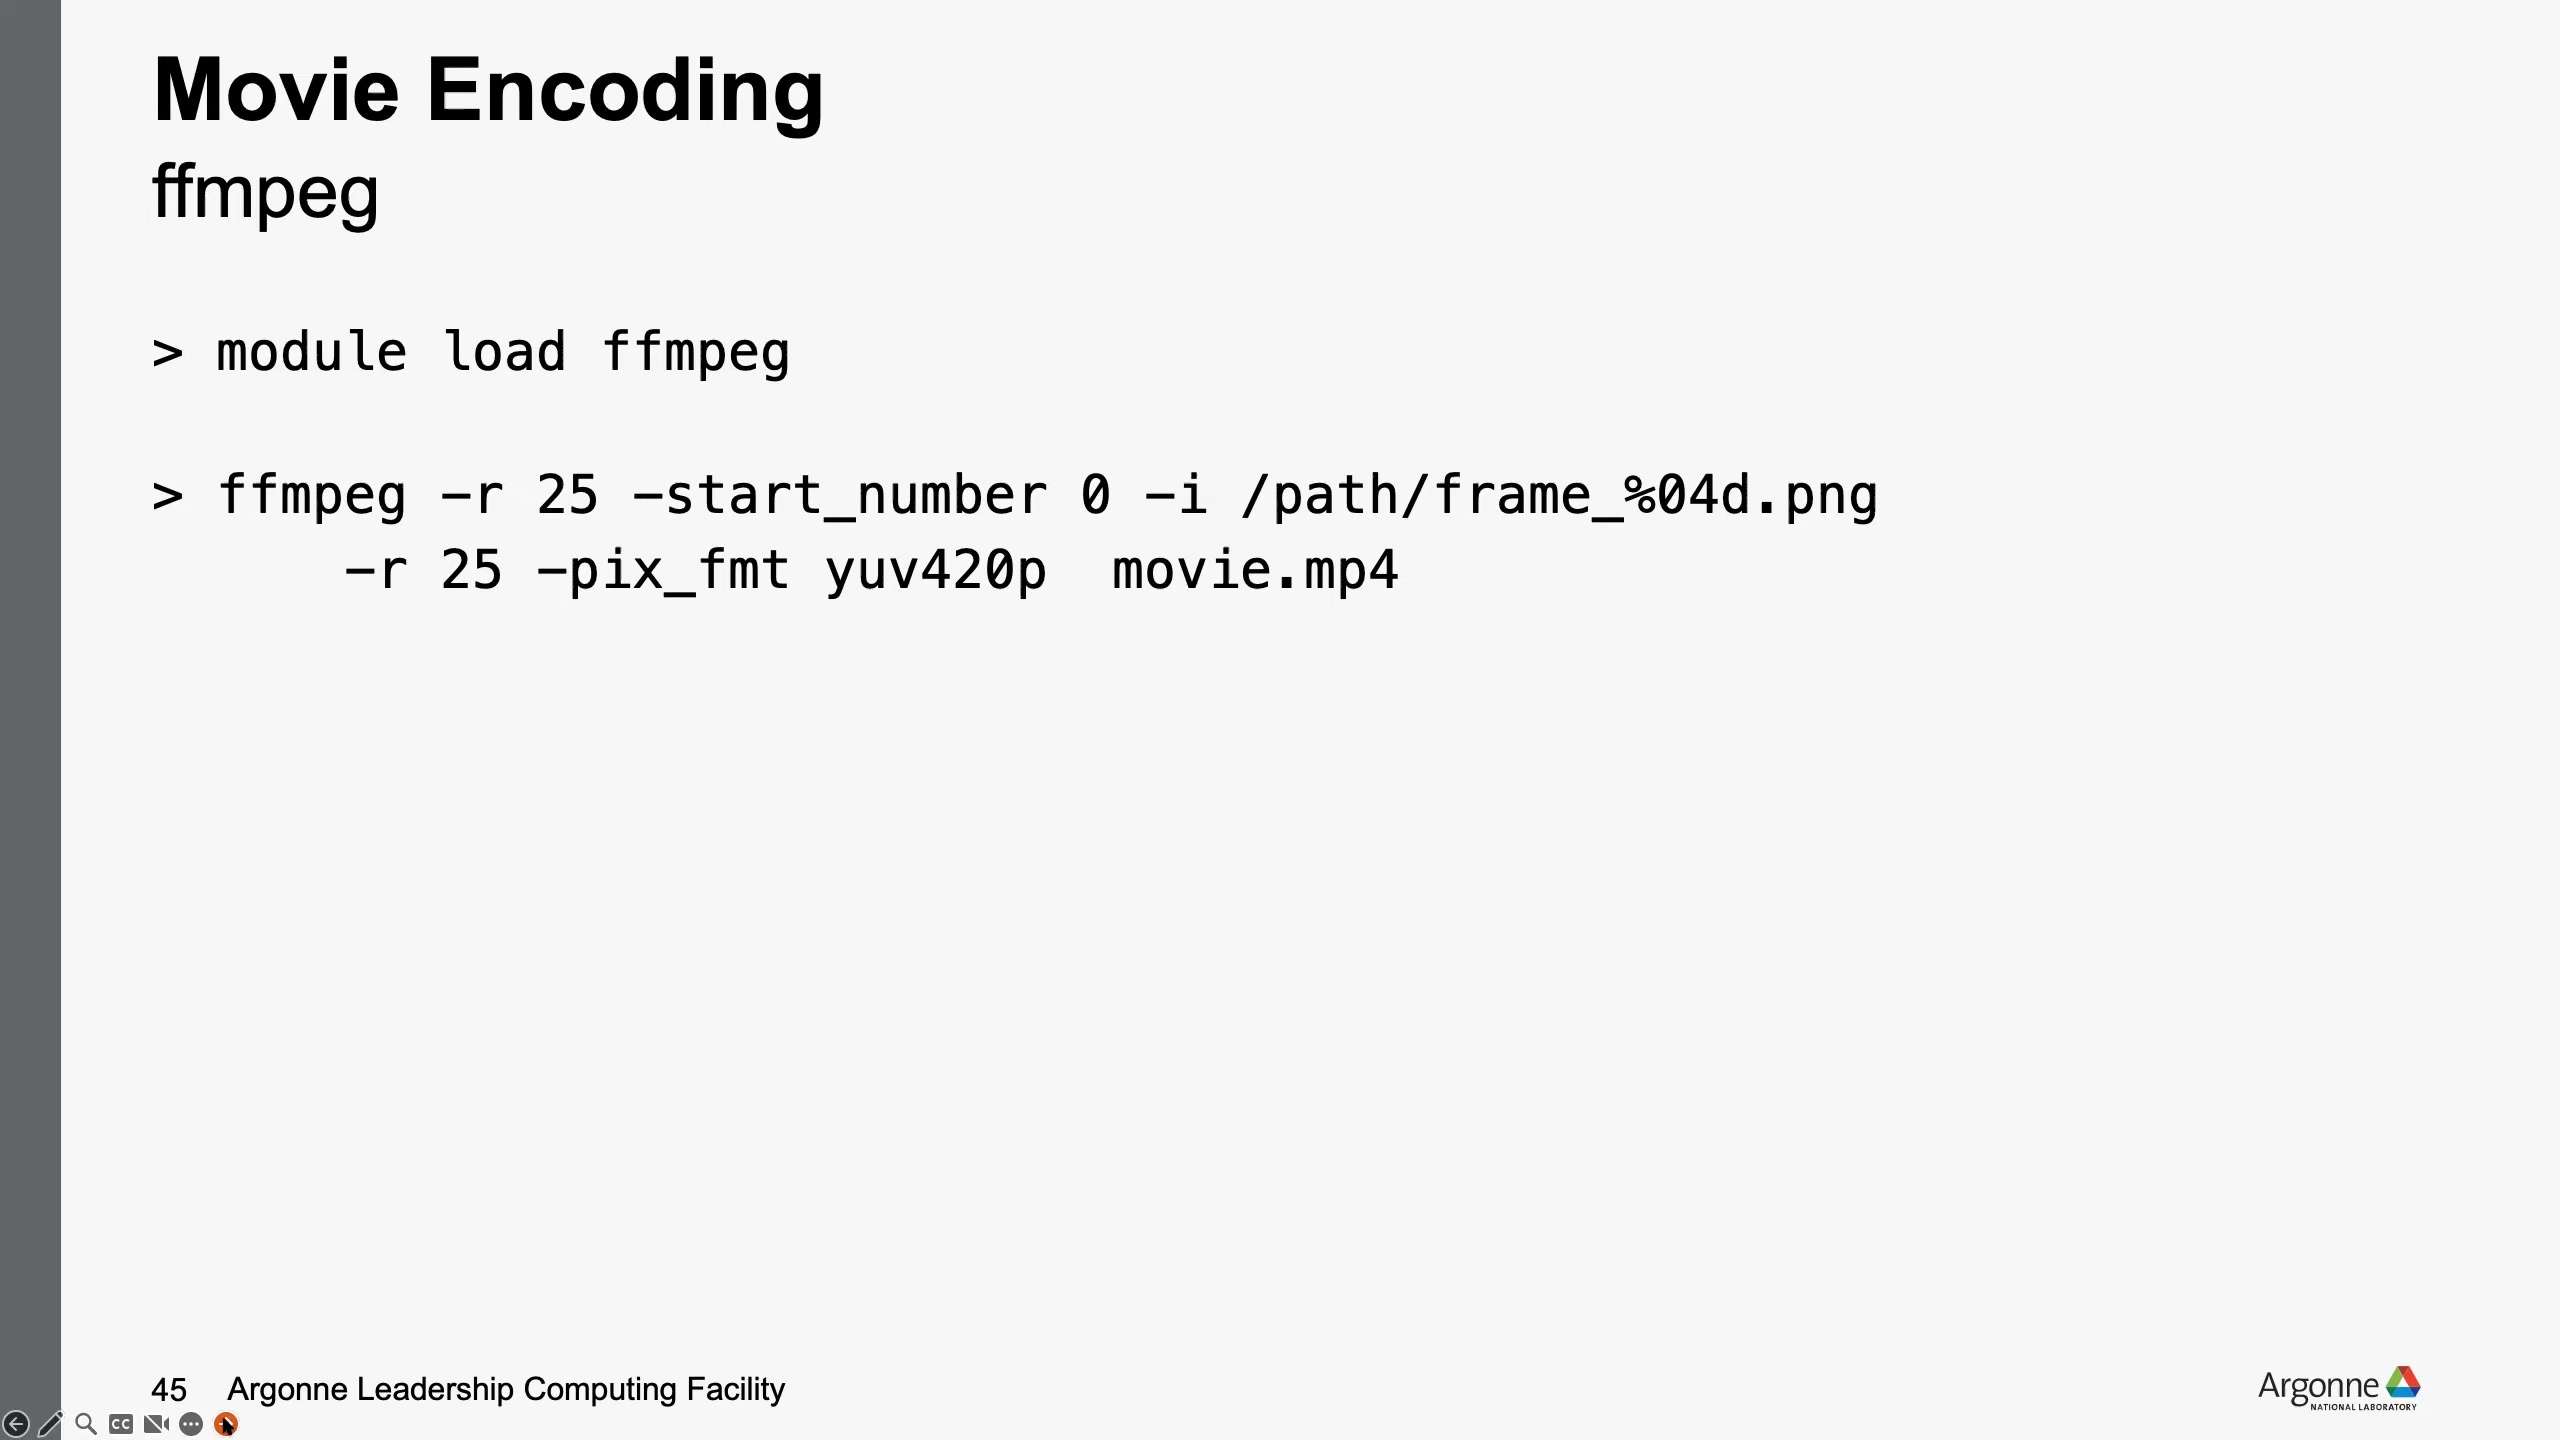 Movie Encoding
ffmpeg
> module load ffmpeg
> ffmpeg -r 25 -start_number 0 -i /path/frame_%04d.png
-r 25 -pix_fmt yuv420p  movie.mp4
45 Argonne Leadership Computing Facility
Argonne
NATIONAL LABORATORY
CC